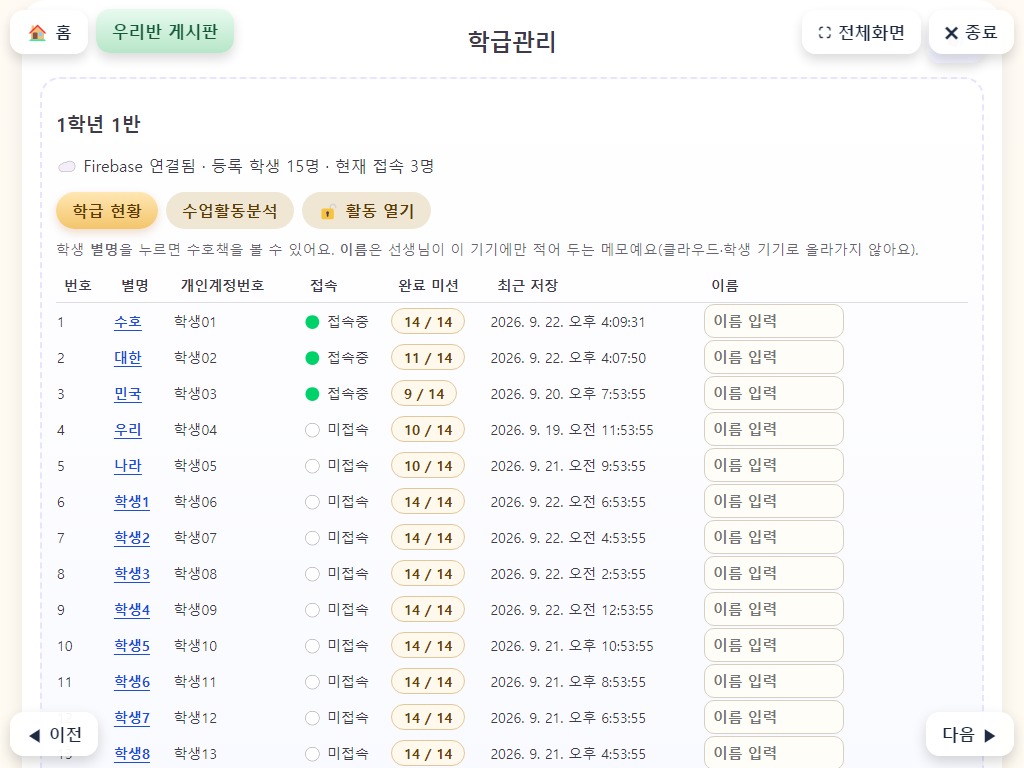 홈
우리반 게시판
학급관리
전체화면
종료
1학년 1반
Firebase 연결됨 · 등록 학생 15명 · 현재 접속 3명
학급 현황
수업활동분석
활동 열기
학생 별명을 누르면 수호책을 볼 수 있어요. 이름은 선생님이 이 기기에만 적어 두는 메모예요(클라우드·학생 기기로 올라가지 않아요).
번호 별명 개인계정번호 접속 완료 미션 최근 저장 이름
1 수호 학생01 접속중 14 / 14 2026. 9. 22. 오후 4:09:31 이름 입력
2 대한 학생02 접속중 11 / 14 2026. 9. 22. 오후 4:07:50 이름 입력
3 민국 학생03 접속중 9 / 14 2026. 9. 20. 오후 7:53:55 이름 입력
4 우리 학생04 미접속 10 / 14 2026. 9. 19. 오전 11:53:55 이름 입력
5 나라 학생05 미접속 10 / 14 2026. 9. 21. 오전 9:53:55 이름 입력
6 학생1 학생06 미접속 14 / 14 2026. 9. 22. 오전 6:53:55 이름 입력
7 학생2 학생07 미접속 14 / 14 2026. 9. 22. 오전 4:53:55 이름 입력
8 학생3 학생08 미접속 14 / 14 2026. 9. 22. 오전 2:53:55 이름 입력
9 학생4 학생09 미접속 14 / 14 2026. 9. 22. 오전 12:53:55 이름 입력
10 학생5 학생10 미접속 14 / 14 2026. 9. 21. 오후 10:53:55 이름 입력
11 학생6 학생11 미접속 14 / 14 2026. 9. 21. 오후 8:53:55 이름 입력
학생7 학생12 미접속 14 / 14 2026. 9. 21. 오후 6:53:55 이름 입력
학생8 학생13 미접속 14 / 14 2026. 9. 21. 오후 4:53:55 이름 입력
◀ 이전
다음 ▶